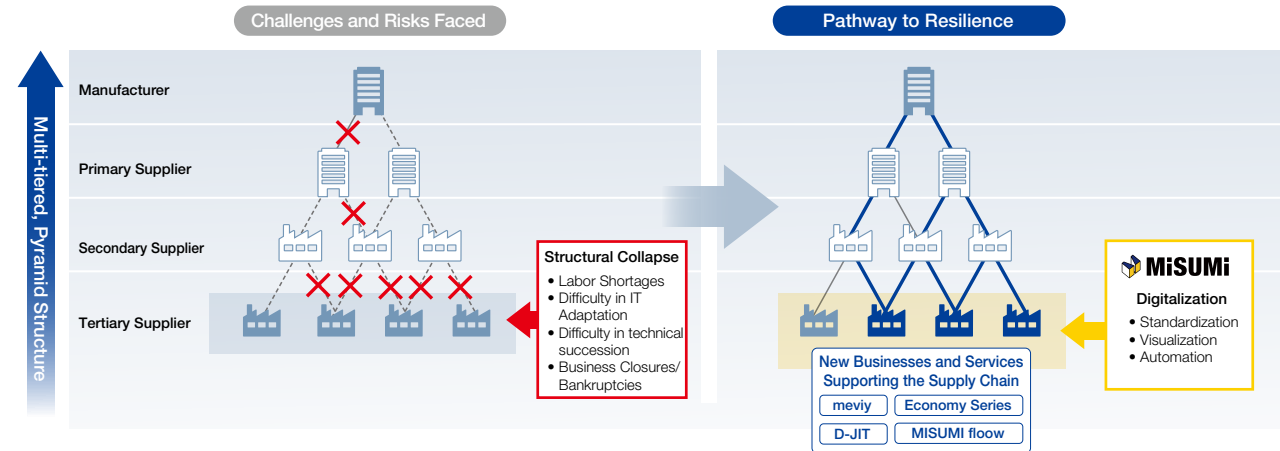 Challenges and Risks Faced
Pathway to Resilience
Multi-tiered, Pyramid Structure
Manufacturer
Primary Supplier
Secondary Supplier
Tertiary Supplier
Structural Collapse
• Labor Shortages
• Difficulty in IT
Adaptation
• Difficulty in technical
succession
• Business Closures/
Bankruptcies
MiSUMi
Digitalization
• Standardization
• Visualization
• Automation
New Businesses and Services
Supporting the Supply Chain
meviy
Economy Series
D-JIT
MISUMI floow